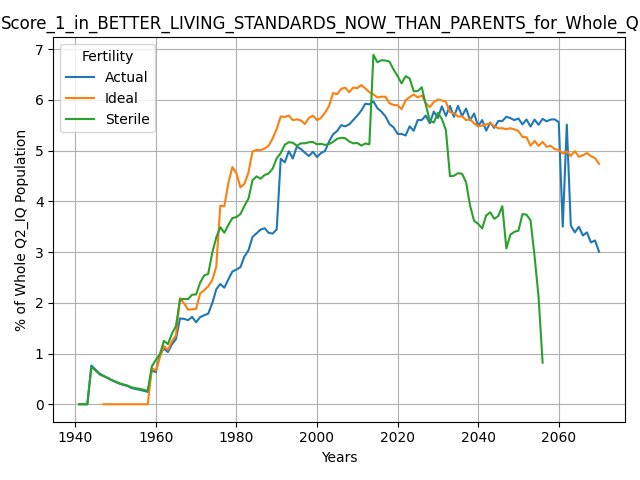 Score_1_in_BETTER_LIVING_STANDARDS_NOW_THAN_PARENTS_for_Whole_Q
Fertility
Actual
Ideal
Sterile
7
6
5
4
3
2
1
0
% of Whole Q2_IQ Population
1940 1960 1980 2000 2020 2040 2060
Years